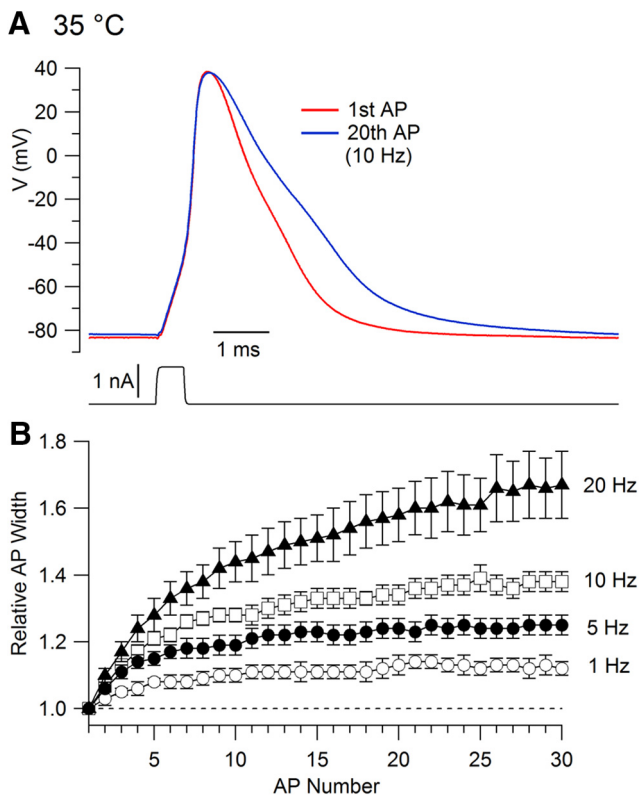 A 35 °C
40
20
0
-20
-40
-60
-80
V (mV)
1st AP
20th AP
(10 Hz)
1 ms
1 nA
B
1.8
1.6
1.4
1.2
1.0
Relative AP Width
20 Hz
10 Hz
5 Hz
1 Hz
5 10 15 20 25 30
AP Number